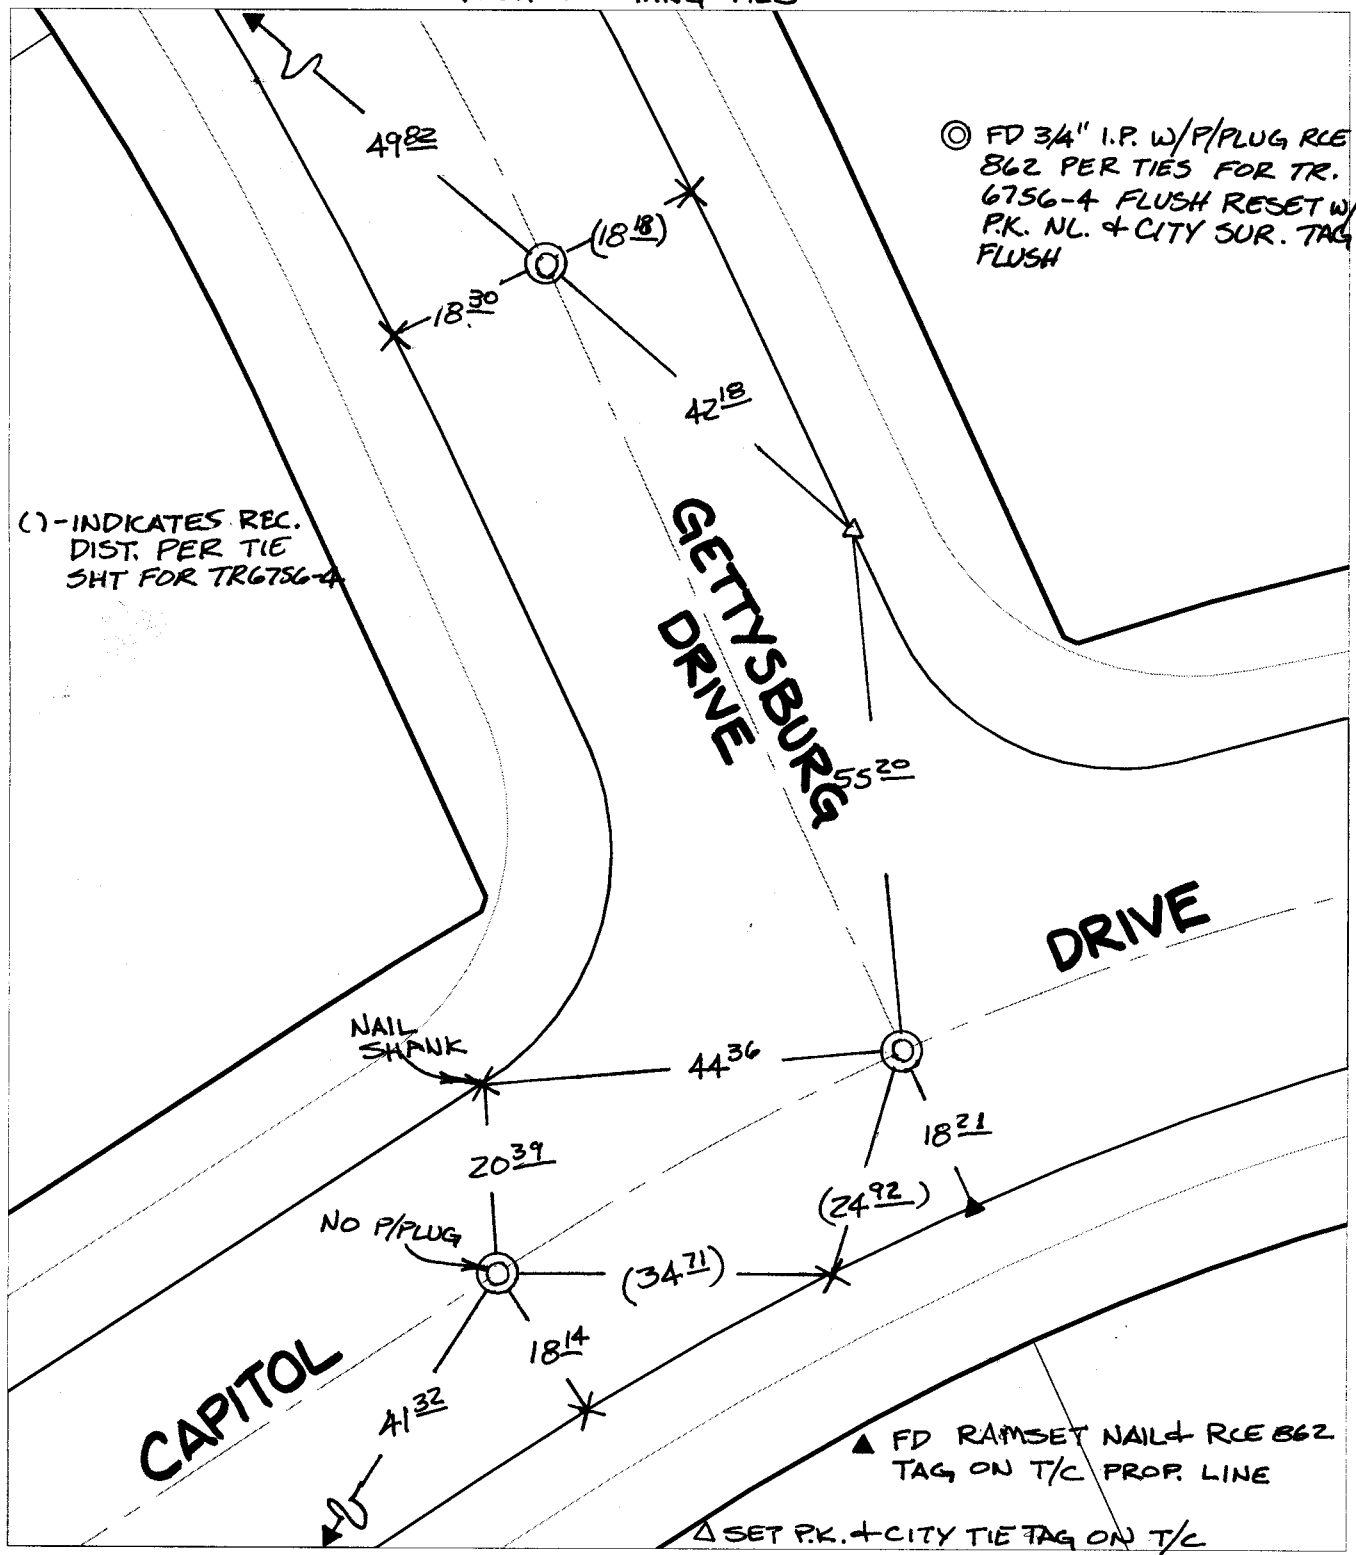 49 82
◎ FD 3/4" I.P. W/P/PLUG RCE
862 PER TIES FOR TR.
6756-4 FLUSH RESET W/
P.K. NL. & CITY SUR. TAG
FLUSH
(18 18)
18 30
42 18
()-INDICATES REC.
DIST. PER TIE
SHT FOR TR6756-4
GETTYSBURG
DRIVE
55 20
DRIVE
NAIL
SHANK
44 36
18 21
20 39
(24 92)
NO P/PLUG
(34 71)
18 14
CAPITOL
41 32
▲ FD RAMSET NAIL & RCE 862
TAG ON T/C PROP. LINE
△ SET P.K. & CITY TIE TAG ON T/C